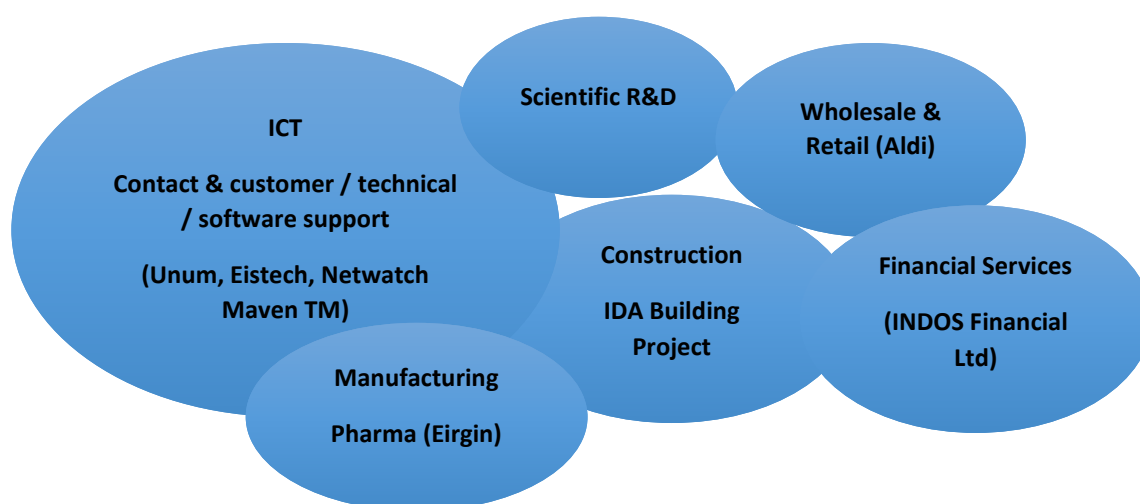 ICT
Contact & customer / technical
/ software support
(Unum, Eistech, Netwatch
Maven TM)
Scientific R&D
Wholesale &
Retail (Aldi)
Construction
IDA Building
Project
Financial Services
(INDOS Financial
Ltd)
Manufacturing
Pharma (Eirgin)